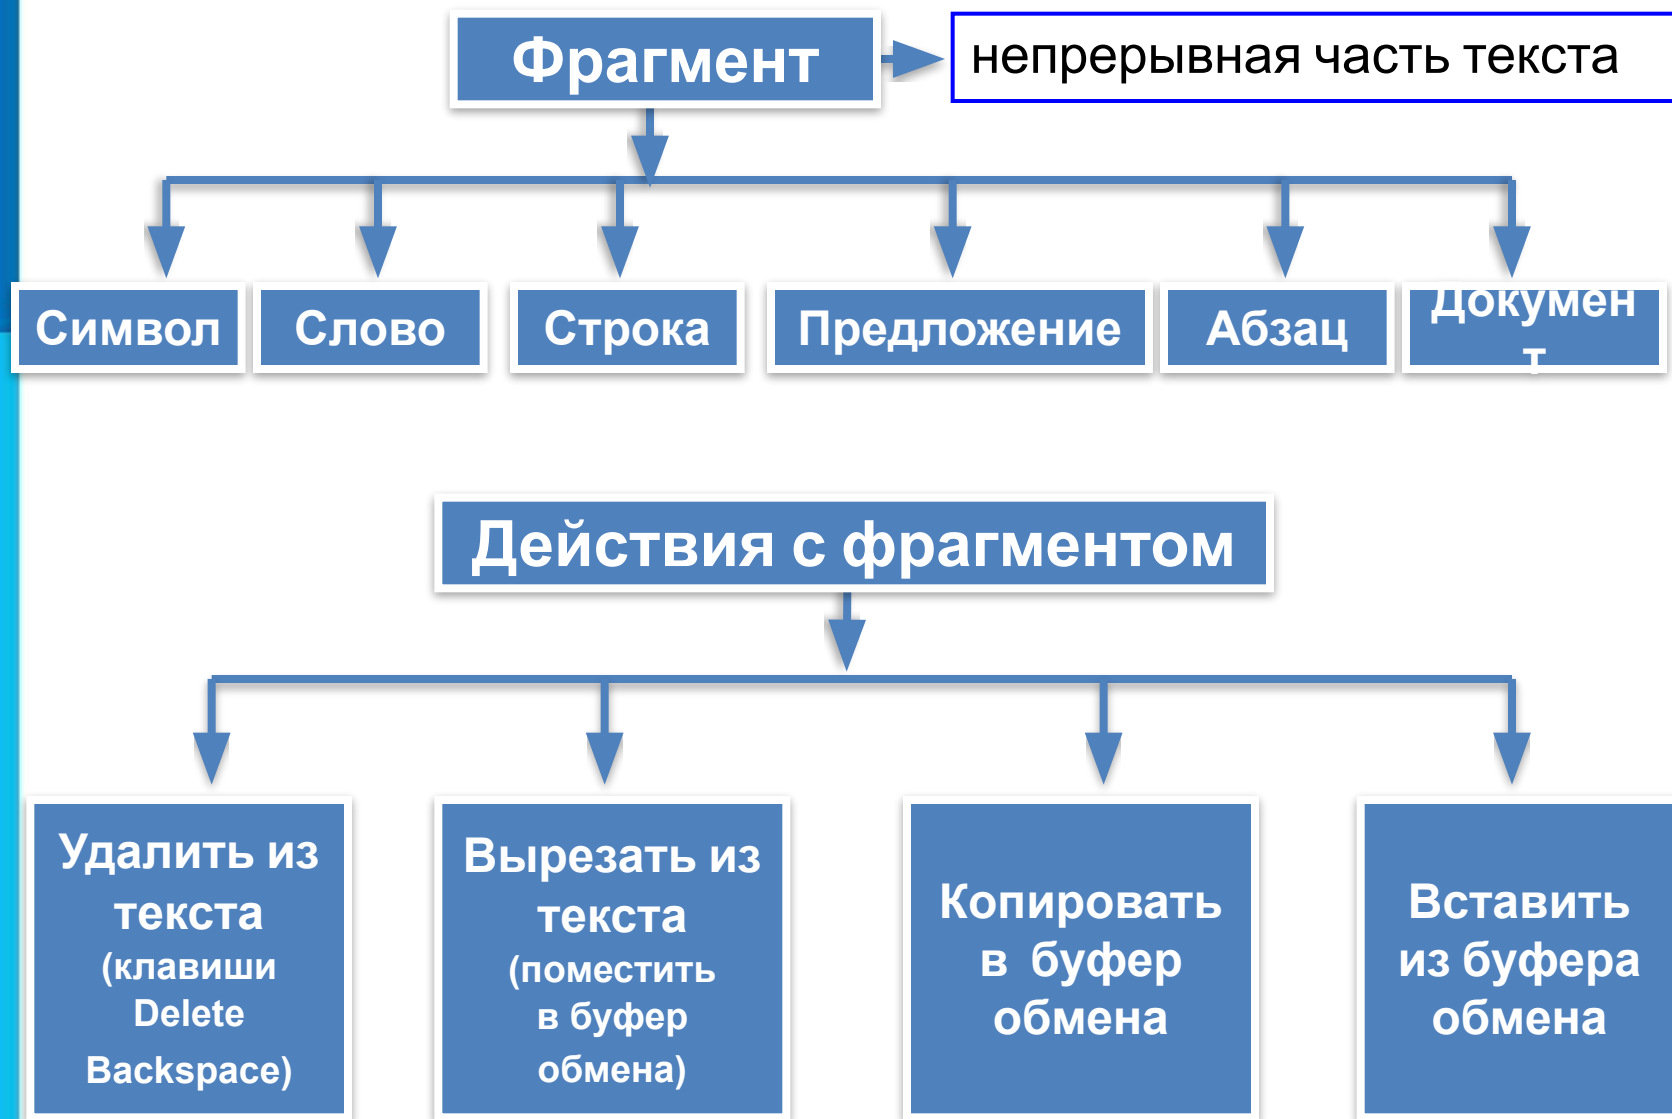 Фрагмент
непрерывная часть текста
Символ
Слово
Строка
Предложение
Абзац
Докумен
т
Действия с фрагментом
Удалить из
текста
(клавиши
Delete
Backspace)
Вырезать из
текста
(поместить
в буфер
обмена)
Копировать
в буфер
обмена
Вставить
из буфера
обмена